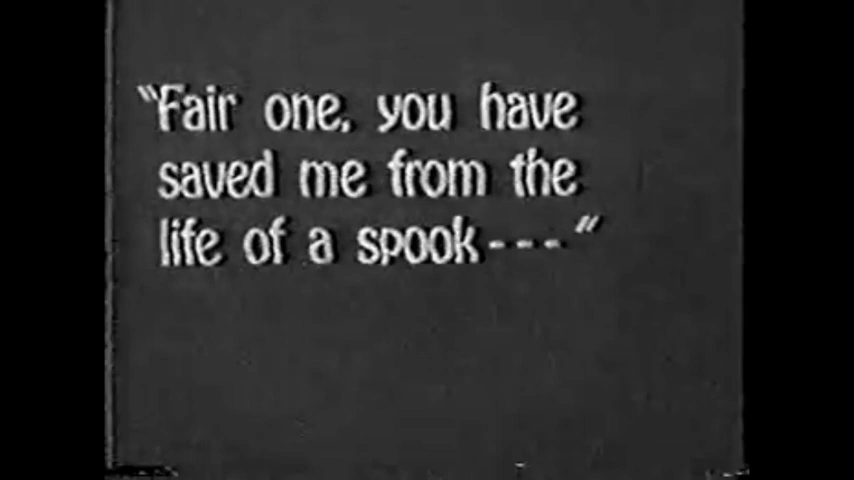 "Fair one, you have
saved me from the
life of a spook---"